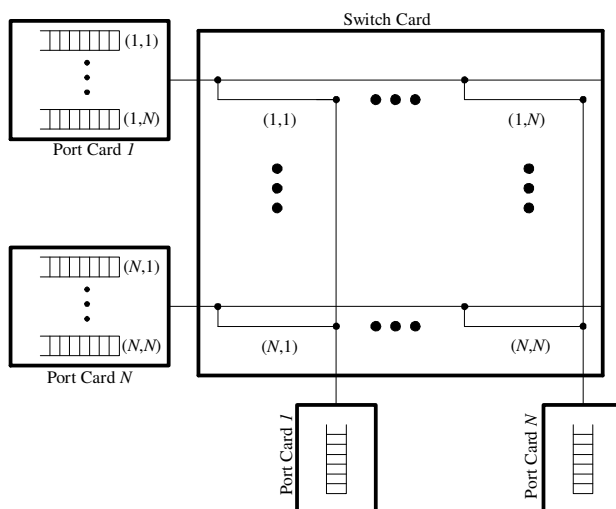 Switch Card
(1,1)
(1,N)
Port Card 1
(1,1)
(1,N)
(N,1)
(N,N)
Port Card N
(N,1)
(N,N)
Port Card 1
Port Card N